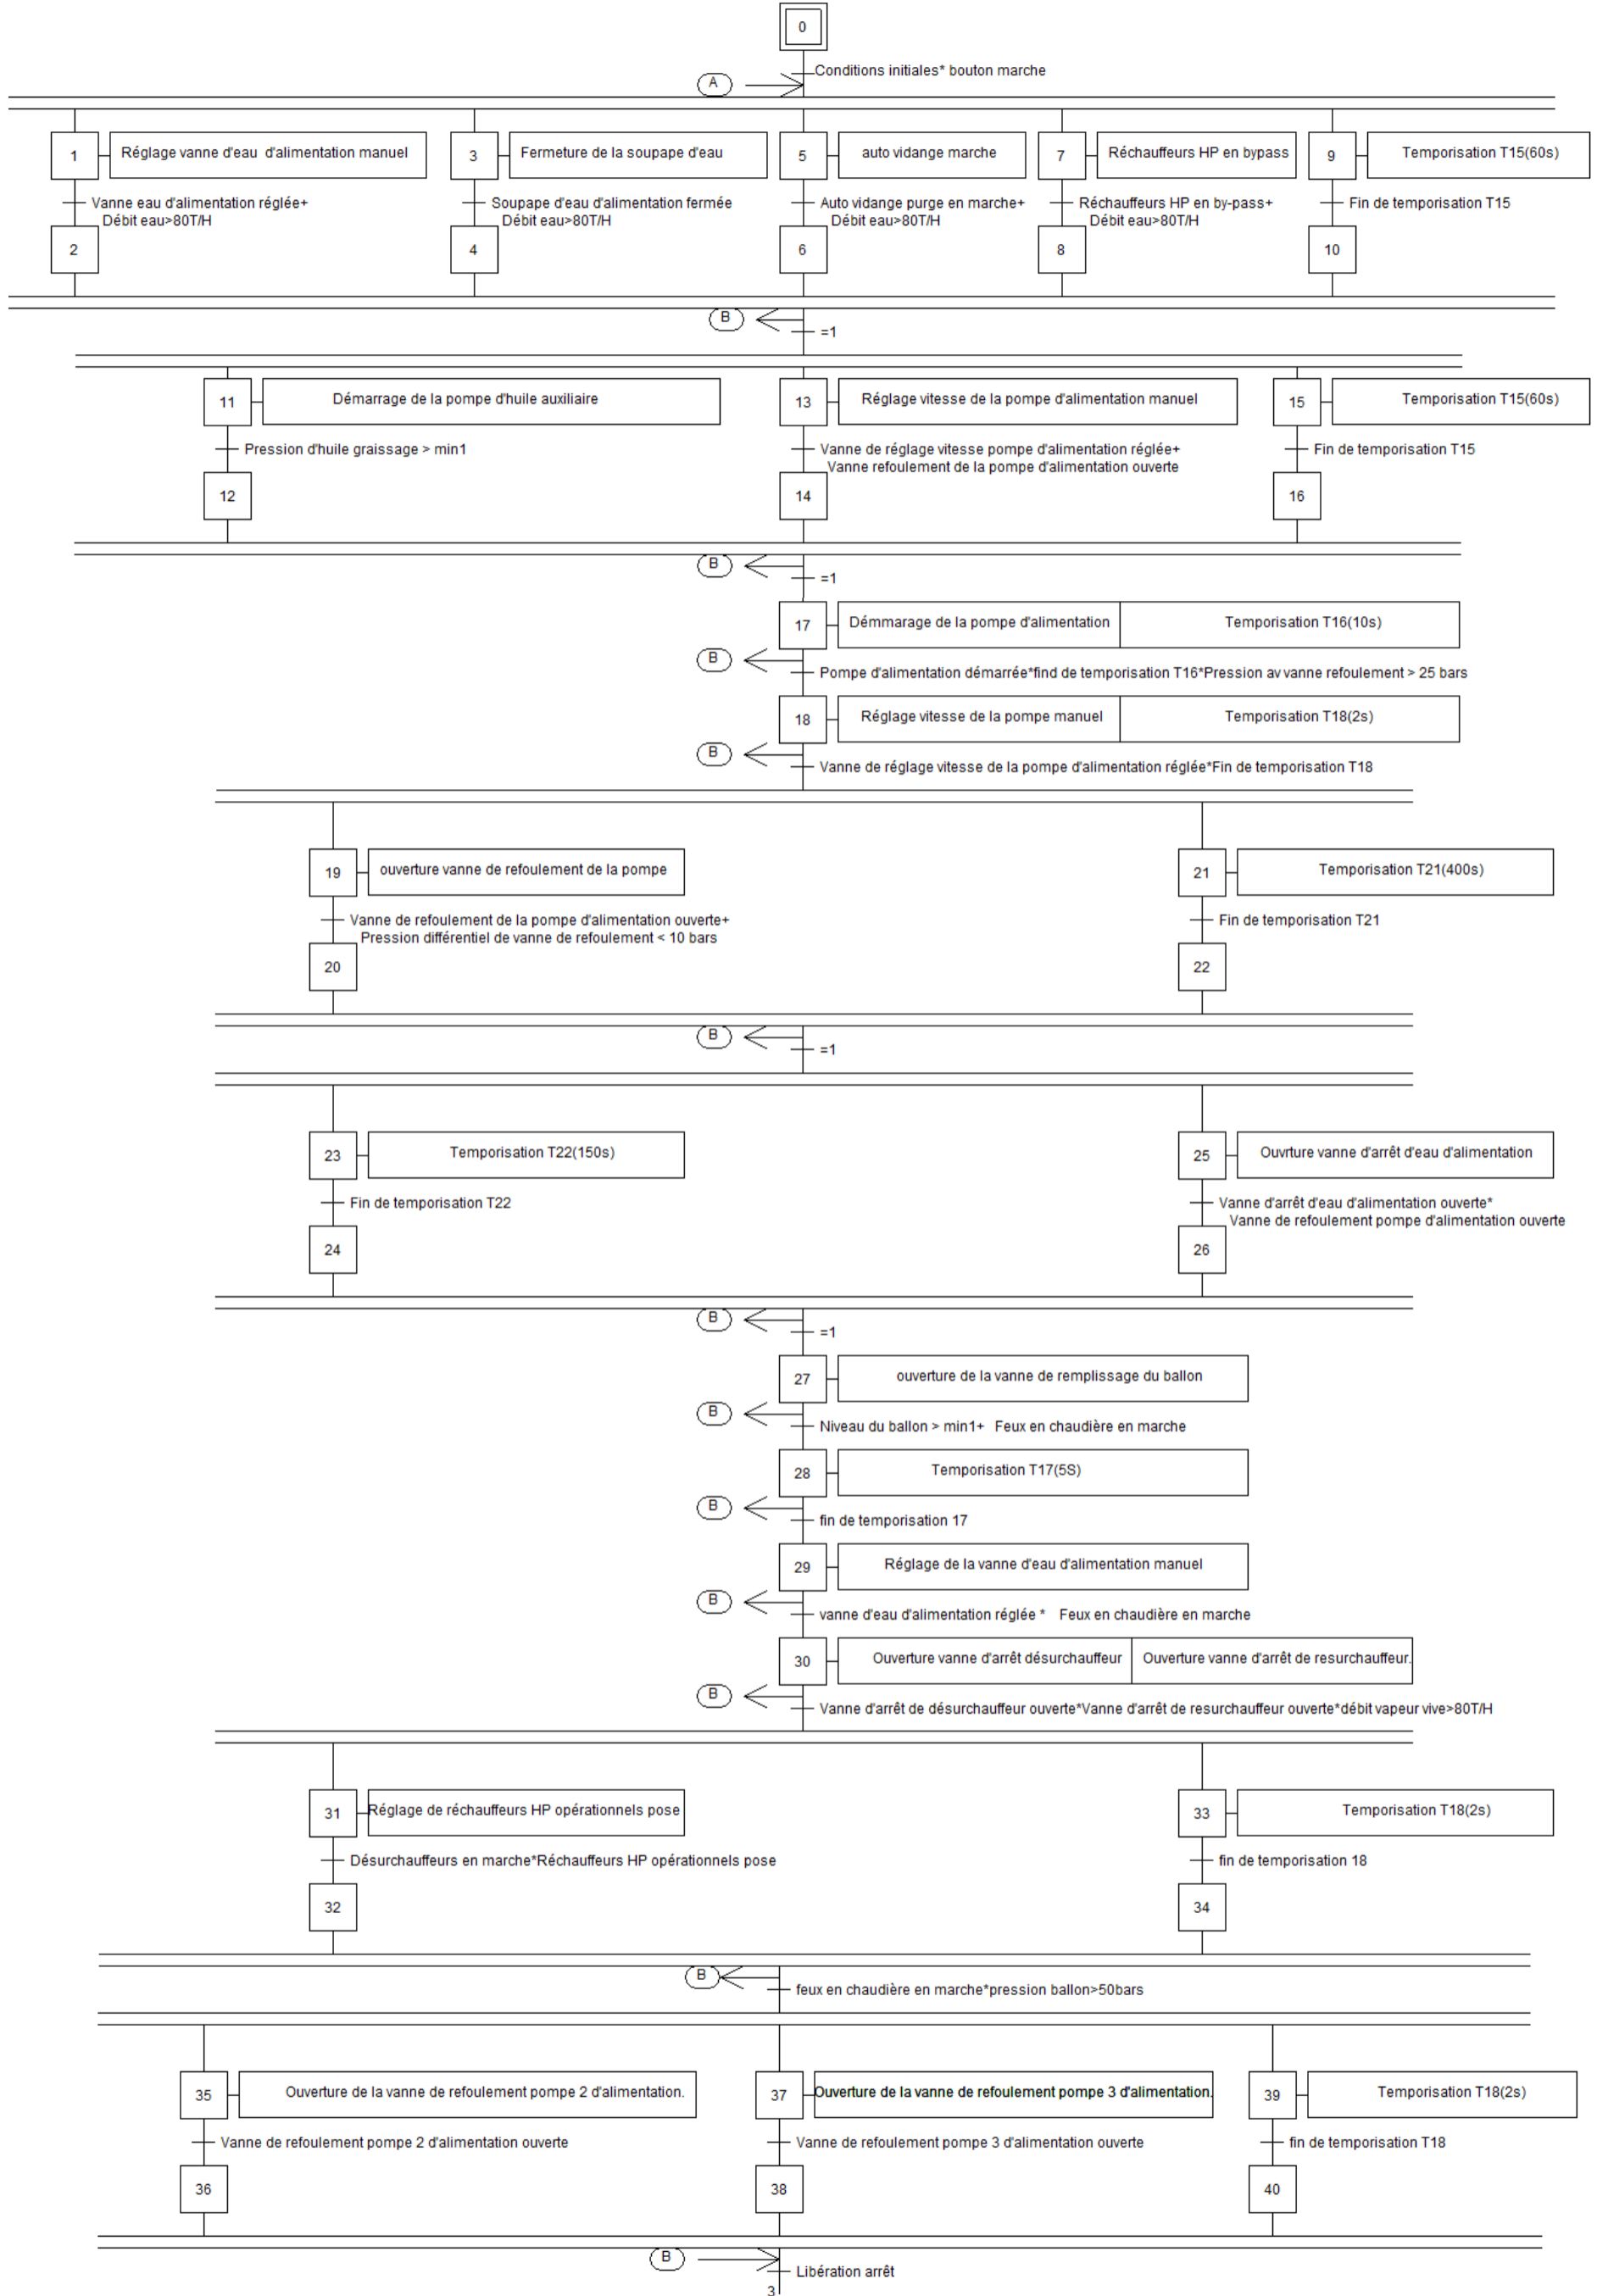 0
Conditions initiales* bouton marche
A
1
Réglage vanne d'eau d'alimentation manuel
3
Fermeture de la soupape d'eau
5
auto vidange marche
7
Réchauffeurs HP en bypass
9
Temporisation T15(60s)
Vanne eau d'alimentation réglée+
Débit eau>80T/H
Soupape d'eau d'alimentation fermée
Débit eau>80T/H
Auto vidange purge en marche+
Débit eau>80T/H
Réchauffeurs HP en by-pass+
Débit eau>80T/H
Fin de temporisation T15
2
4
6
8
10
B
=1
11
Démarrage de la pompe d'huile auxiliaire
13
Réglage vitesse de la pompe d'alimentation manuel
15
Temporisation T15(60s)
Pression d'huile graissage > min1
Vanne de réglage vitesse pompe d'alimentation réglée+
Vanne refoulement de la pompe d'alimentation ouverte
Fin de temporisation T15
12
14
16
B
=1
17
Démmarage de la pompe d'alimentation
Temporisation T16(10s)
B
Pompe d'alimentation démarrée*find de temporisation T16*Pression av vanne refoulement > 25 bars
18
Réglage vitesse de la pompe manuel
Temporisation T18(2s)
B
Vanne de réglage vitesse de la pompe d'alimentation réglée*Fin de temporisation T18
19
ouverture vanne de refoulement de la pompe
21
Temporisation T21(400s)
Vanne de refoulement de la pompe d'alimentation ouverte+
Pression différentiel de vanne de refoulement < 10 bars
Fin de temporisation T21
20
22
B
=1
23
Temporisation T22(150s)
25
Ouvrture vanne d'arrêt d'eau d'alimentation
Fin de temporisation T22
Vanne d'arrêt d'eau d'alimentation ouverte*
Vanne de refoulement pompe d'alimentation ouverte
24
26
B
=1
27
ouverture de la vanne de remplissage du ballon
B
Niveau du ballon > min1+ Feux en chaudière en marche
28
Temporisation T17(5S)
B
fin de temporisation 17
29
Réglage de la vanne d'eau d'alimentation manuel
B
vanne d'eau d'alimentation réglée * Feux en chaudière en marche
30
Ouverture vanne d'arrêt désurchauffeur
Ouverture vanne d'arrêt de resurchauffeur.
B
Vanne d'arrêt de désurchauffeur ouverte*Vanne d'arrêt de resurchauffeur ouverte*débit vapeur vive>80T/H
31
Réglage de réchauffeurs HP opérationnels pose
33
Temporisation T18(2s)
Désurchauffeurs en marche*Réchauffeurs HP opérationnels pose
fin de temporisation 18
32
34
B
feux en chaudière en marche*pression ballon>50bars
35
Ouverture de la vanne de refoulement pompe 2 d'alimentation.
37
Ouverture de la vanne de refoulement pompe 3 d'alimentation.
39
Temporisation T18(2s)
Vanne de refoulement pompe 2 d'alimentation ouverte
Vanne de refoulement pompe 3 d'alimentation ouverte
fin de temporisation T18
36
38
40
B
Libération arrêt
3